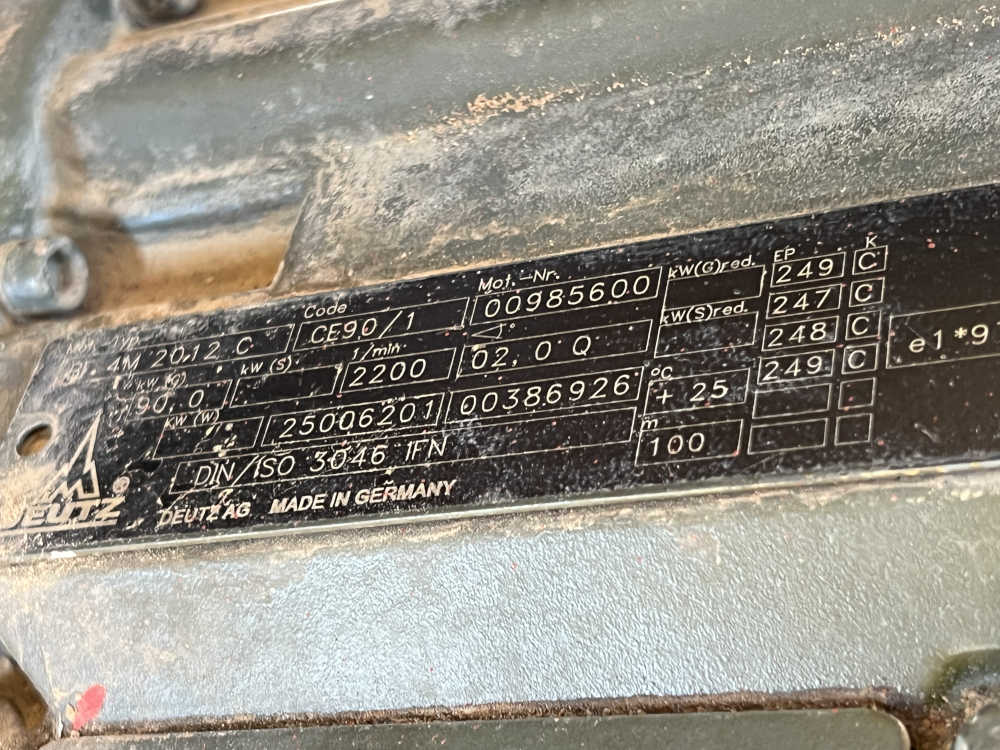 Code Mot.-Nr. kW(G)red. EP K
4M 2012 C CE90/1 00985600 249 C
kW (G) kW (S) 1/min ° kW(S)red. 247 C
90,0 2200 02,0 Q 248 C
kW (W) 25006201 00386926 °C + 25 249 C e1*9
DIN/ISO 3046 IFN m 100
DEUTZ® DEUTZ AG MADE IN GERMANY